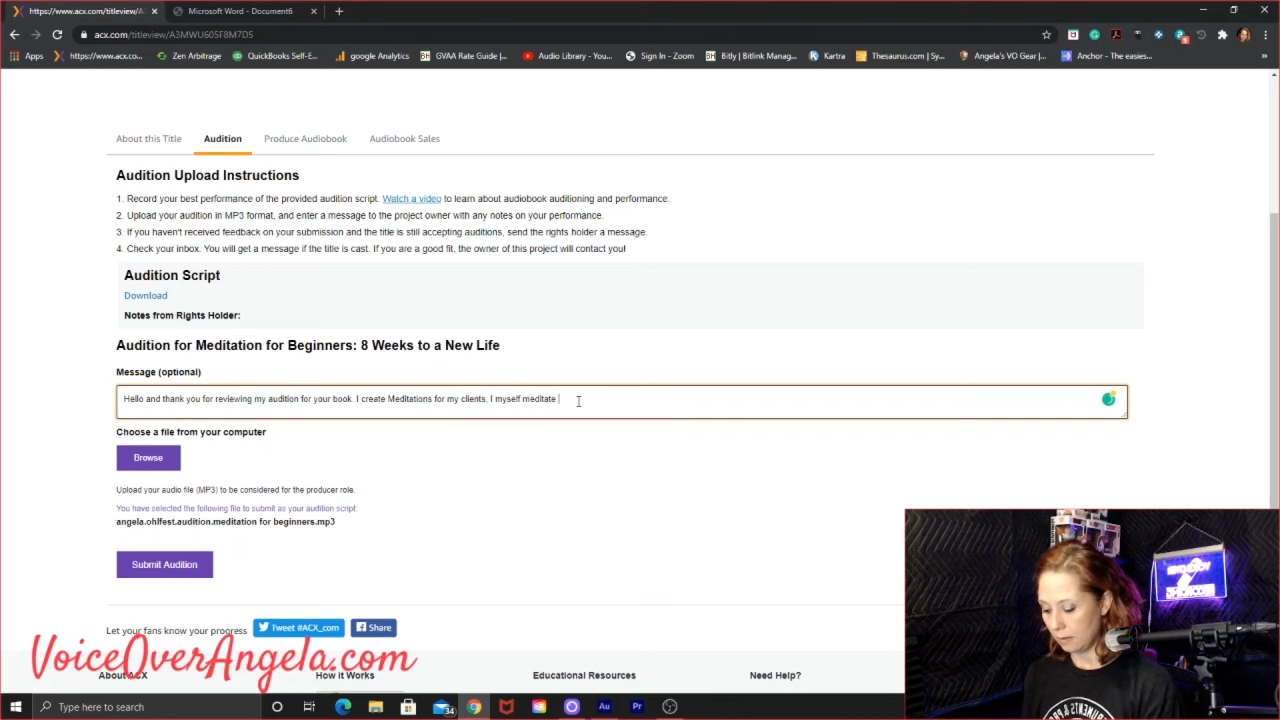 https://www.acx.com/titleview/A
Microsoft Word - Document6
acx.com/titleview/A3MWU605F8M7D5
Apps
https://www.acx.co...
Zen Arbitrage
QuickBooks Self-E...
google Analytics
GVAA Rate Guide |...
Audio Library - You...
Sign In - Zoom
Bitly | Bitlink Manag...
Kartra
Thesaurus.com | Sy...
Angela's VO Gear |...
Anchor - The easies...
About this Title
Audition
Produce Audiobook
Audiobook Sales
Audition Upload Instructions
1. Record your best performance of the provided audition script. Watch a video to learn about audiobook auditioning and performance.
2. Upload your audition in MP3 format, and enter a message to the project owner with any notes on your performance.
3. If you haven't received feedback on your submission and the title is still accepting auditions, send the rights holder a message.
4. Check your inbox. You will get a message if the title is cast. If you are a good fit, the owner of this project will contact you!
Audition Script
Download
Notes from Rights Holder:
Audition for Meditation for Beginners: 8 Weeks to a New Life
Message (optional)
Hello and thank you for reviewing my audition for your book. I create Meditations for my clients, I myself meditate
Choose a file from your computer
Browse
Upload your audio file (MP3) to be considered for the producer role.
You have selected the following file to submit as your audition script:
angela.ohlfest.audition.meditation for beginners.mp3
Submit Audition
Let your fans know your progress
Tweet #ACX_com
Share
VoiceOverAngela.com
About ACX
How it Works
Educational Resources
Need Help?
Type here to search
34
Au
Pr